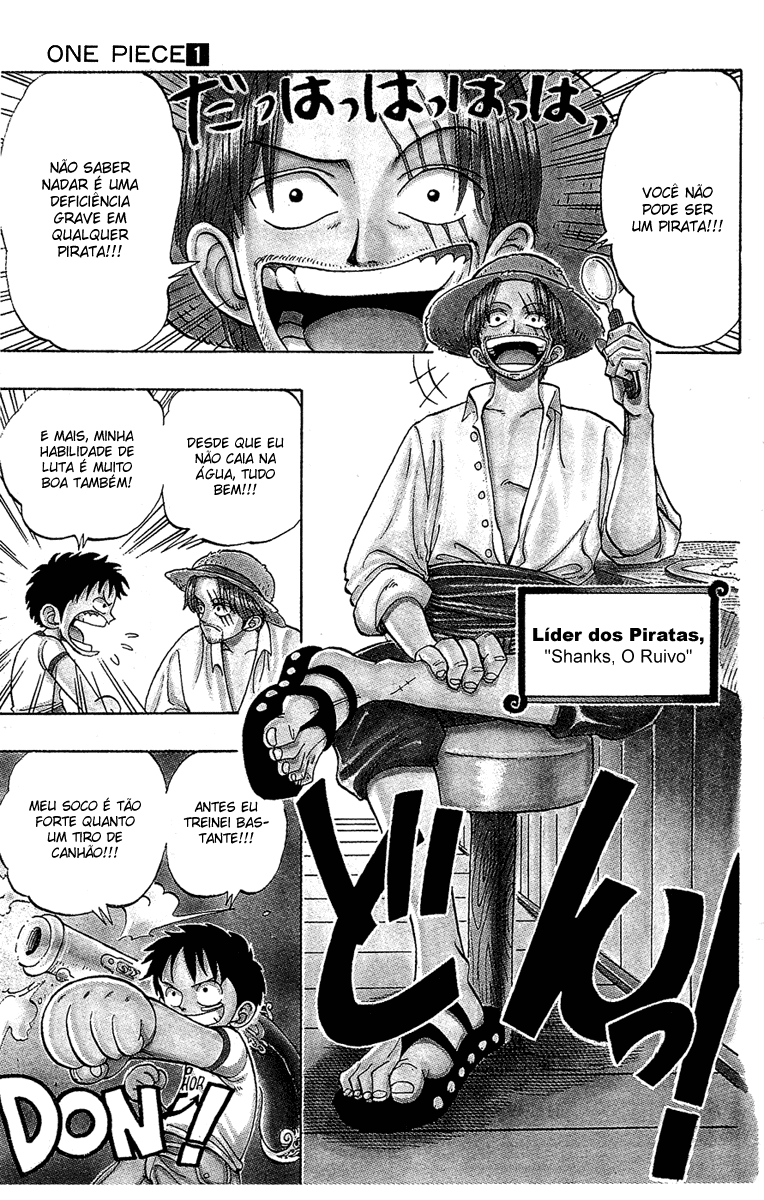 ONE PIECE 1
だっはっはっはっはっ
VOCÊ NÃO
PODE SER
UM PIRATA!!!
NÃO SABER
NADAR É UMA
DEFICIÊNCIA
GRAVE EM
QUALQUER
PIRATA!!!
Líder dos Piratas,
"Shanks, O Ruivo"
どんっ!
DESDE QUE EU
NÃO CAIA NA
ÁGUA, TUDO
BEM!!!
E MAIS, MINHA
HABILIDADE DE
LUTA É MUITO
BOA TAMBÉM!
ANTES EU
TREINEI BAS-
TANTE!!!
MEU SOCO É TÃO
FORTE QUANTO
UM TIRO DE
CANHÃO!!!
DON!